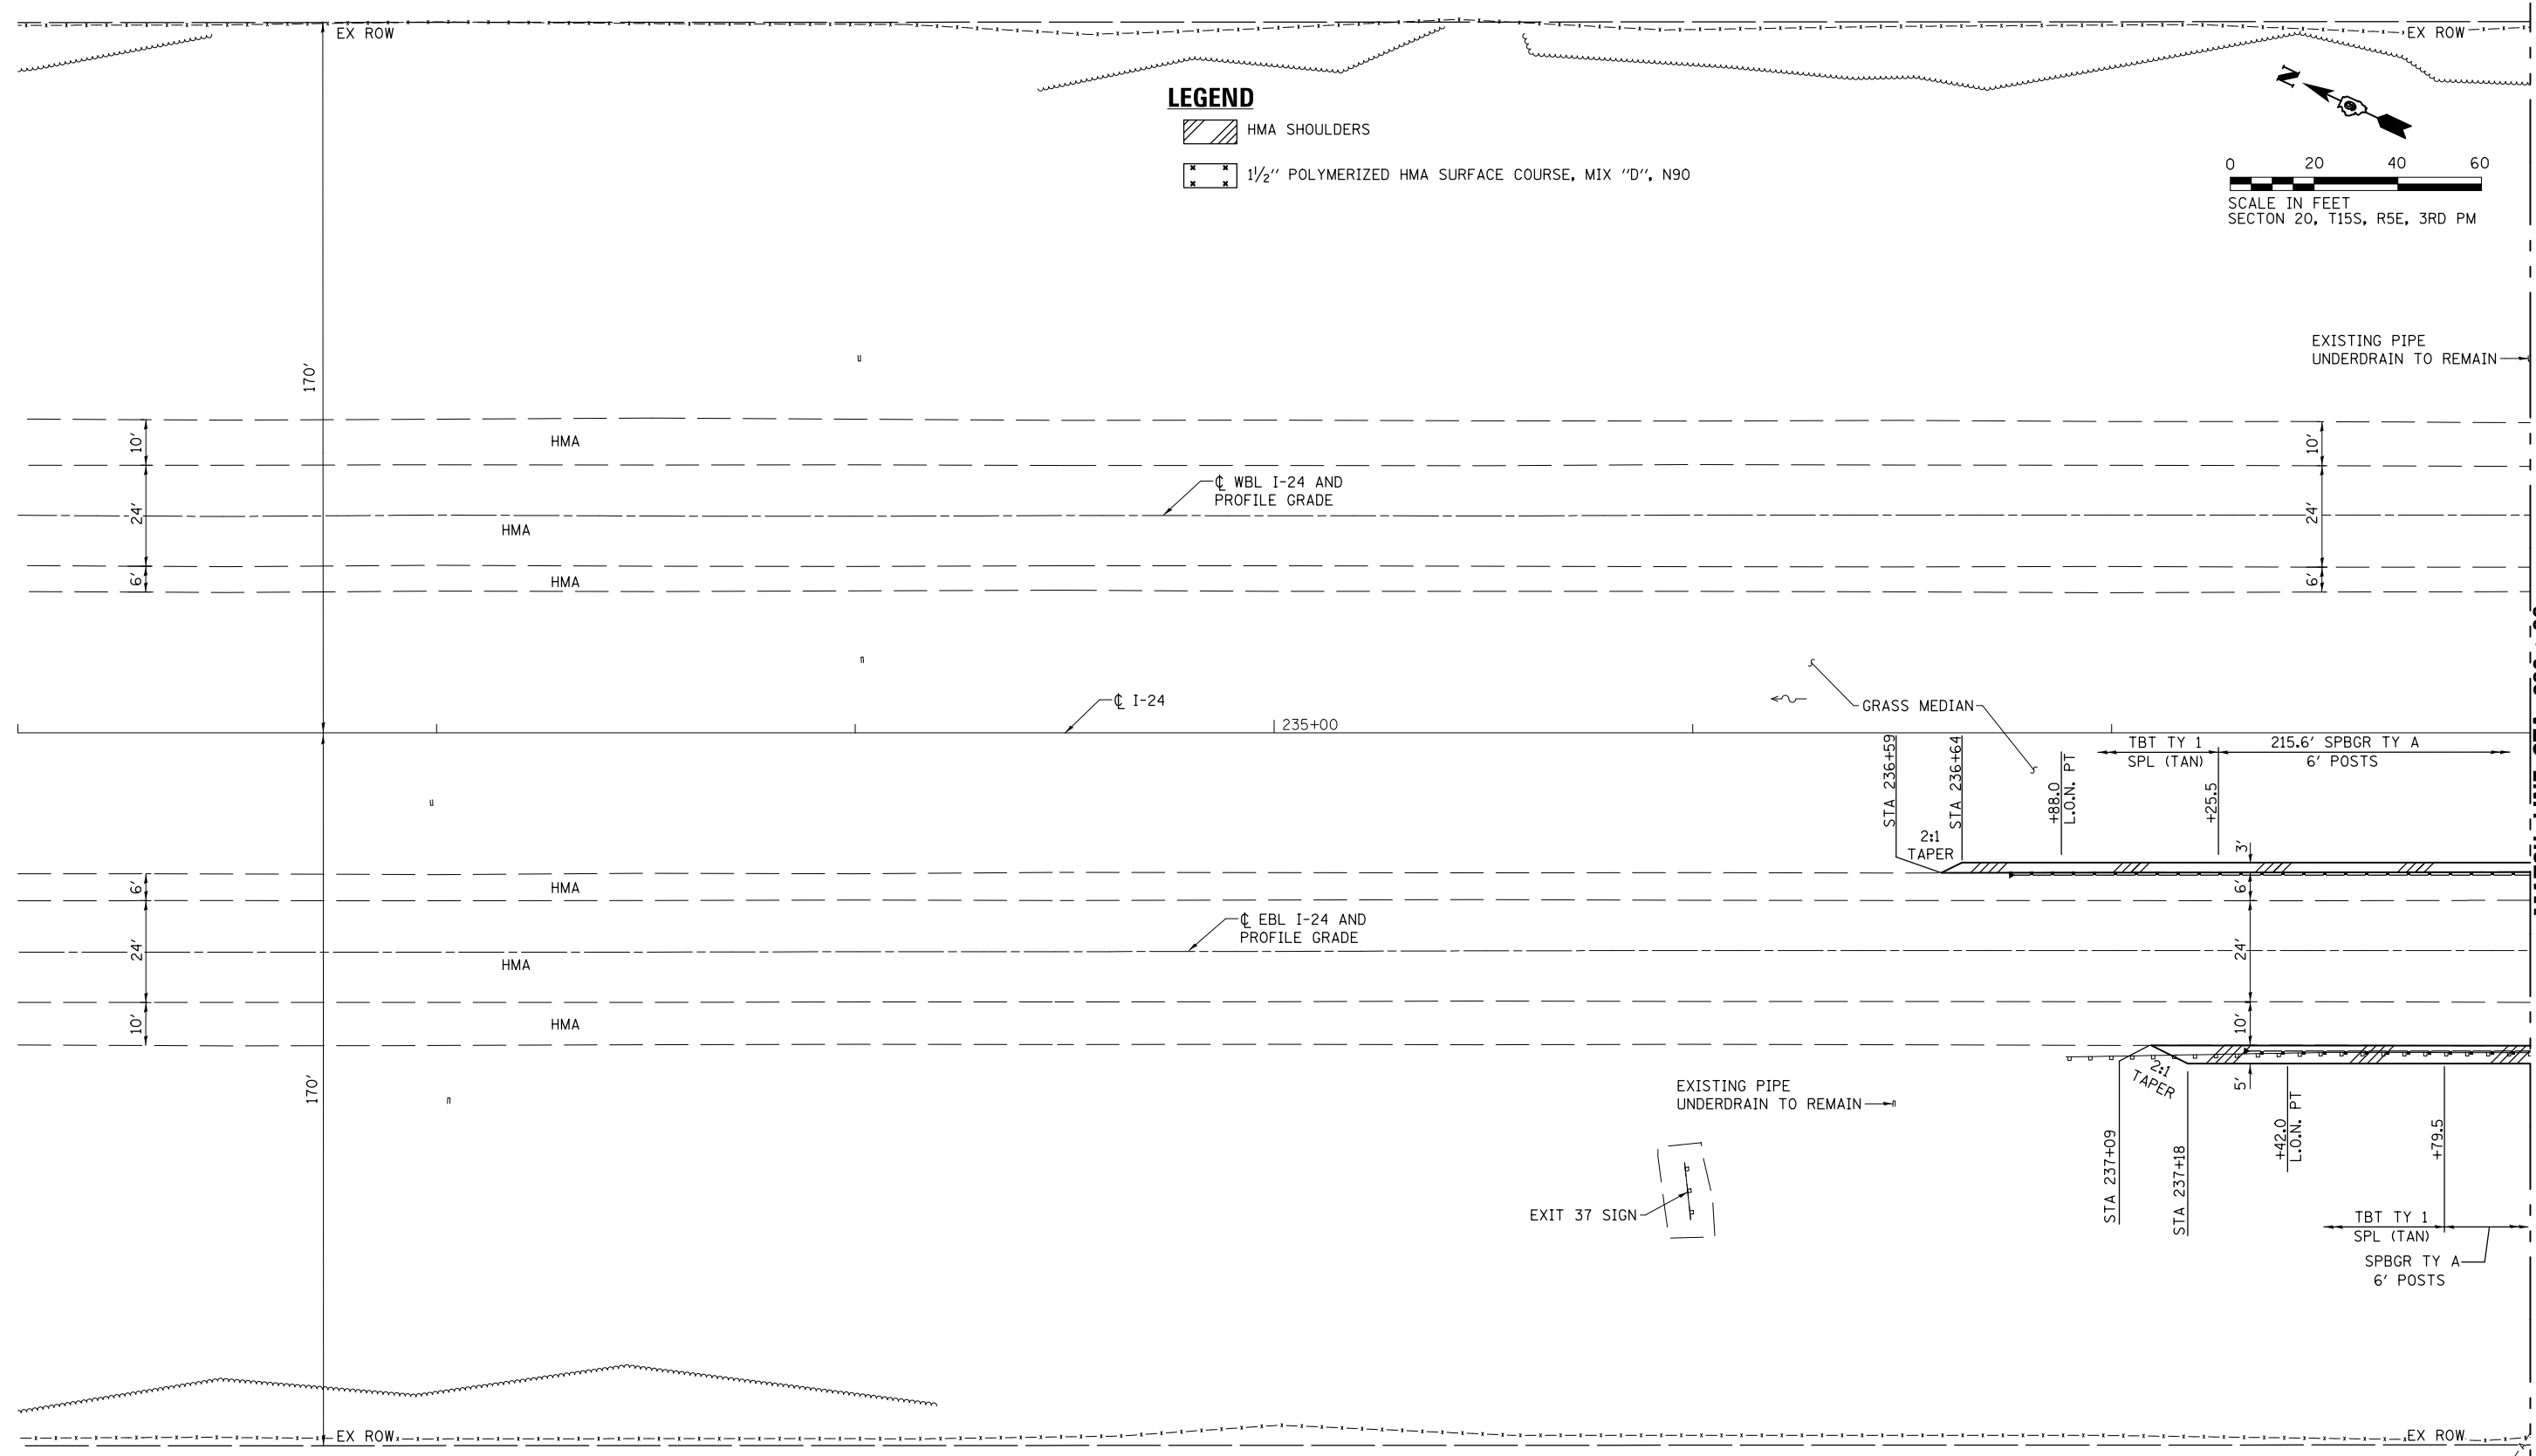 EX ROW
EX ROW
LEGEND
HMA SHOULDERS
1½" POLYMERIZED HMA SURFACE COURSE, MIX "D", N90
N
0 20 40 60
SCALE IN FEET
SECTON 20, T15S, R5E, 3RD PM
EXISTING PIPE
UNDERDRAIN TO REMAIN
170'
10'
HMA
10'
24'
℄ WBL I-24 AND
PROFILE GRADE
HMA
24'
6'
HMA
6'
℄ I-24
235+00
GRASS MEDIAN
STA 236+59
STA 236+64
+88.0
L.O.N. PT
TBT TY 1
SPL (TAN)
+25.5
215.6' SPBGR TY A
6' POSTS
2:1
TAPER
3'
6'
HMA
6'
24'
℄ EBL I-24 AND
PROFILE GRADE
HMA
24'
10'
HMA
10'
170'
EXISTING PIPE
UNDERDRAIN TO REMAIN
2:1
TAPER
5'
STA 237+09
STA 237+18
+42.0
L.O.N. PT
+79.5
EXIT 37 SIGN
TBT TY 1
SPL (TAN)
SPBGR TY A
6' POSTS
EX ROW
EX ROW